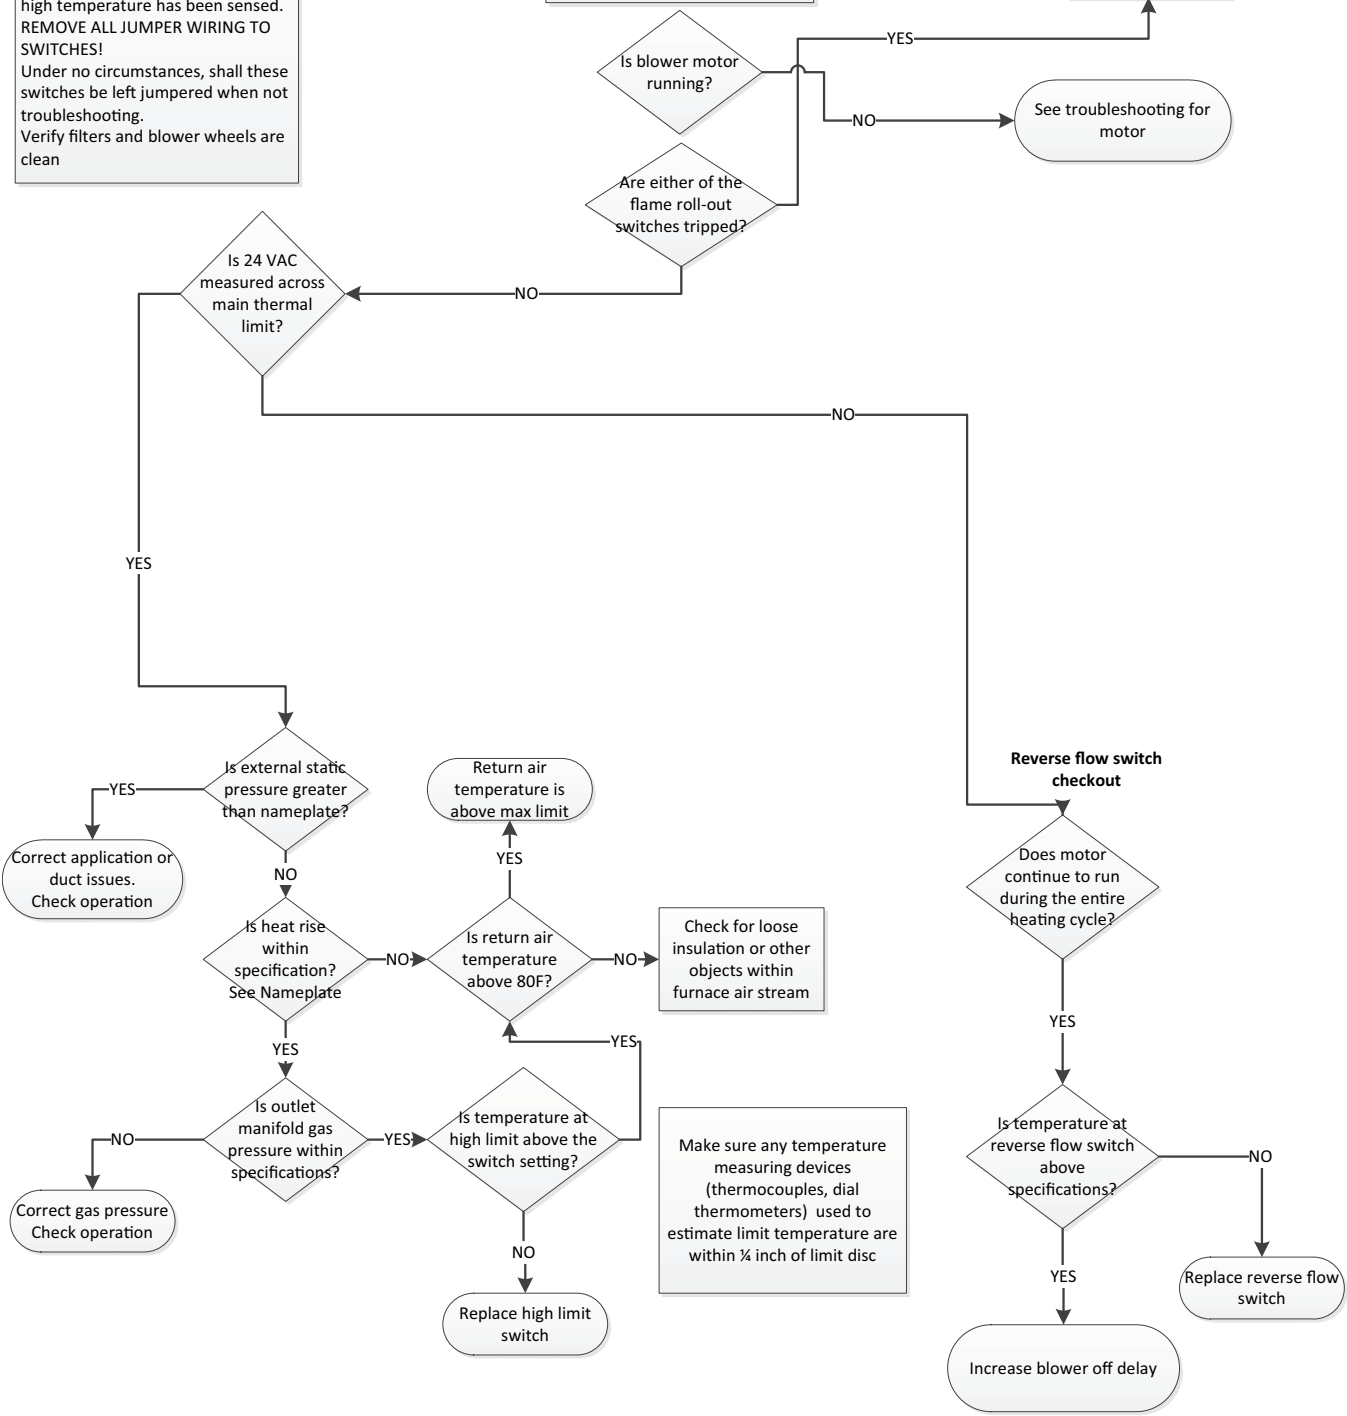 high temperature has been sensed.
REMOVE ALL JUMPER WIRING TO
SWITCHES!
Under no circumstances, shall these
switches be left jumpered when not
troubleshooting.
Verify filters and blower wheels are
clean
YES
Is blower motor
running?
NO
See troubleshooting for
motor
Are either of the
flame roll-out
switches tripped?
NO
Is 24 VAC
measured across
main thermal
limit?
NO
YES
Is external static
pressure greater
than nameplate?
YES
Correct application or
duct issues.
Check operation
NO
Is heat rise
within
specification?
See Nameplate
NO
Return air
temperature is
above max limit
YES
Is return air
temperature
above 80F?
NO
Check for loose
insulation or other
objects within
furnace air stream
YES
YES
Is outlet
manifold gas
pressure within
specifications?
NO
Correct gas pressure
Check operation
YES
Is temperature at
high limit above the
switch setting?
NO
Replace high limit
switch
Make sure any temperature
measuring devices
(thermocouples, dial
thermometers)  used to
estimate limit temperature are
within ¼ inch of limit disc
Reverse flow switch
checkout
Does motor
continue to run
during the entire
heating cycle?
YES
Is temperature at
reverse flow switch
above
specifications?
NO
Replace reverse flow
switch
YES
Increase blower off delay